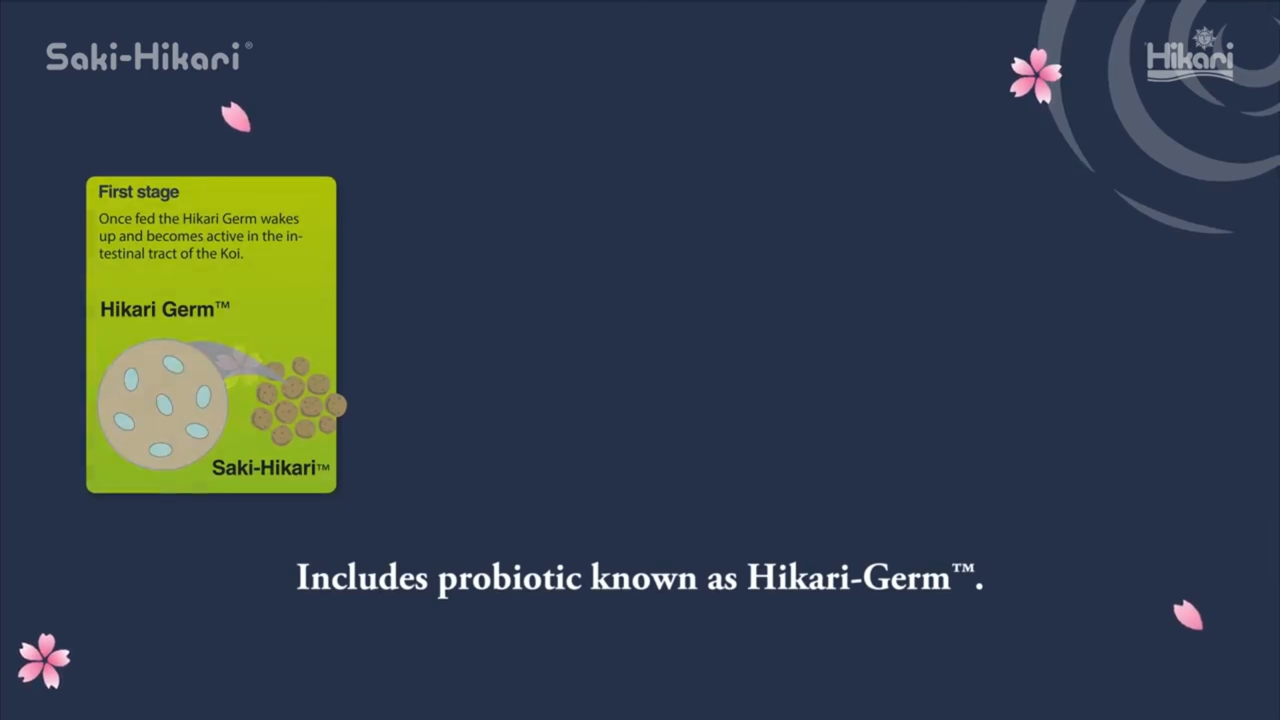 Saki-Hikari®
Hikari
First stage
Once fed the Hikari Germ wakes
up and becomes active in the in-
testinal tract of the Koi.
Hikari Germ™
Saki-Hikari™
Includes probiotic known as Hikari-Germ™.